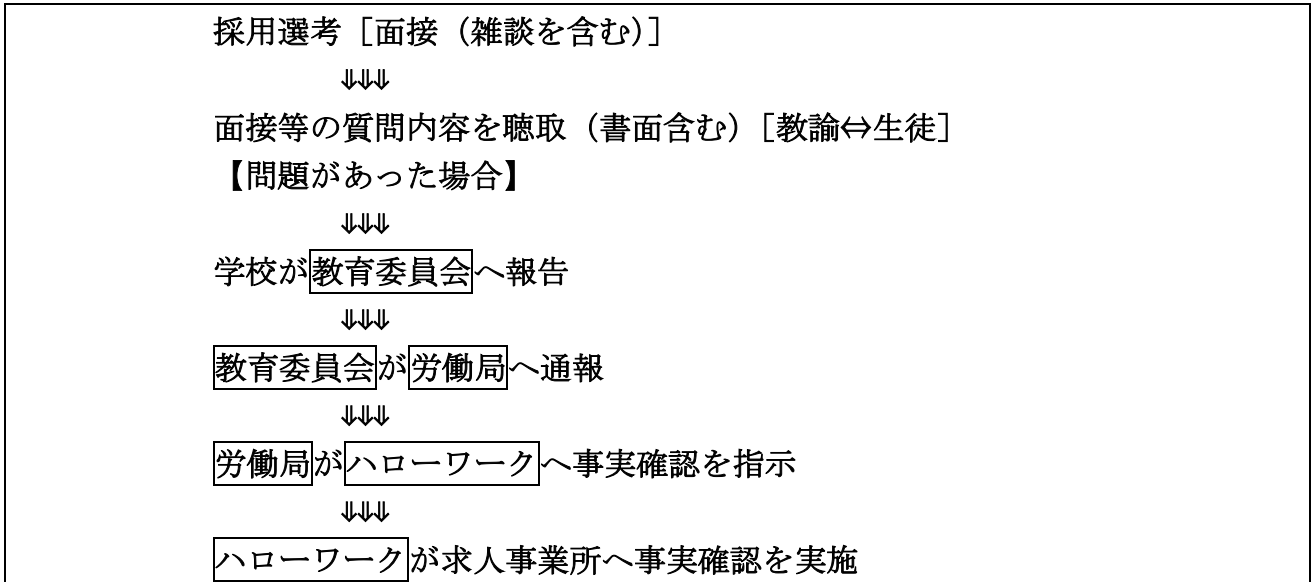 採用選考［面接（雑談を含む）］
⇓⇓⇓
面接等の質問内容を聴取（書面含む）［教諭⇔生徒］
【問題があった場合】
⇓⇓⇓
学校が教育委員会へ報告
⇓⇓⇓
教育委員会が労働局へ通報
⇓⇓⇓
労働局がハローワークへ事実確認を指示
⇓⇓⇓
ハローワークが求人事業所へ事実確認を実施